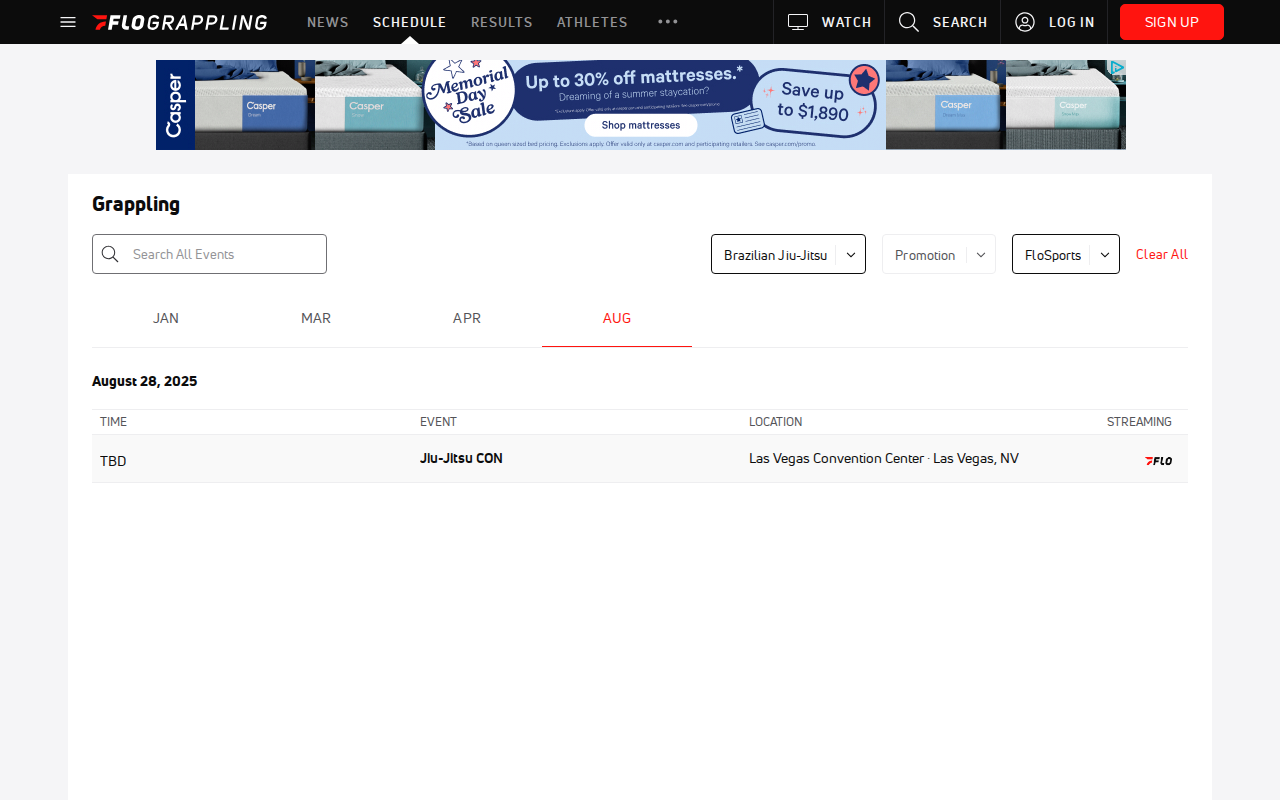 FLOGRAPPLING NEWS SCHEDULE RESULTS ATHLETES WATCH SEARCH LOG IN SIGN UP
Casper
Casper
Casper
Memorial
Day
Sale
Up to 30% off mattresses.*
Dreaming of a summer staycation?
Shop mattresses
*Based on queen sized bed pricing. Exclusions apply. Offer valid only at casper.com and participating retailers. See casper.com/promo.
Save up
to $1,890
Casper
Casper
Grappling
Search All Events
Brazilian Jiu-Jitsu
Promotion
FloSports
Clear All
JAN MAR APR AUG
August 28, 2025
TIME EVENT LOCATION STREAMING
TBD Jiu-Jitsu CON Las Vegas Convention Center · Las Vegas, NV FLO